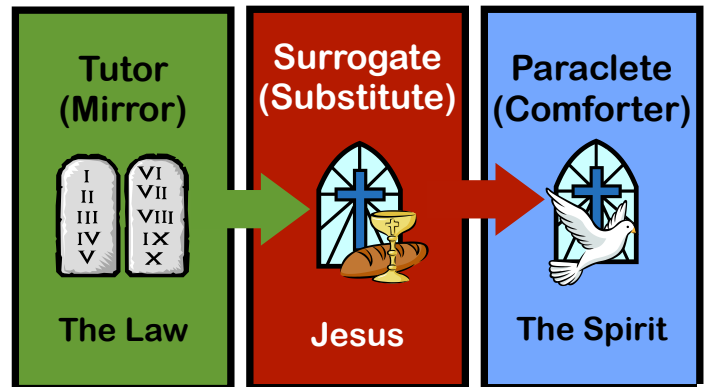 Tutor
(Mirror)
I
II
III
IV
V
VI
VII
VIII
IX
X
The Law
Surrogate
(Substitute)
Jesus
Paraclete
(Comforter)
The Spirit